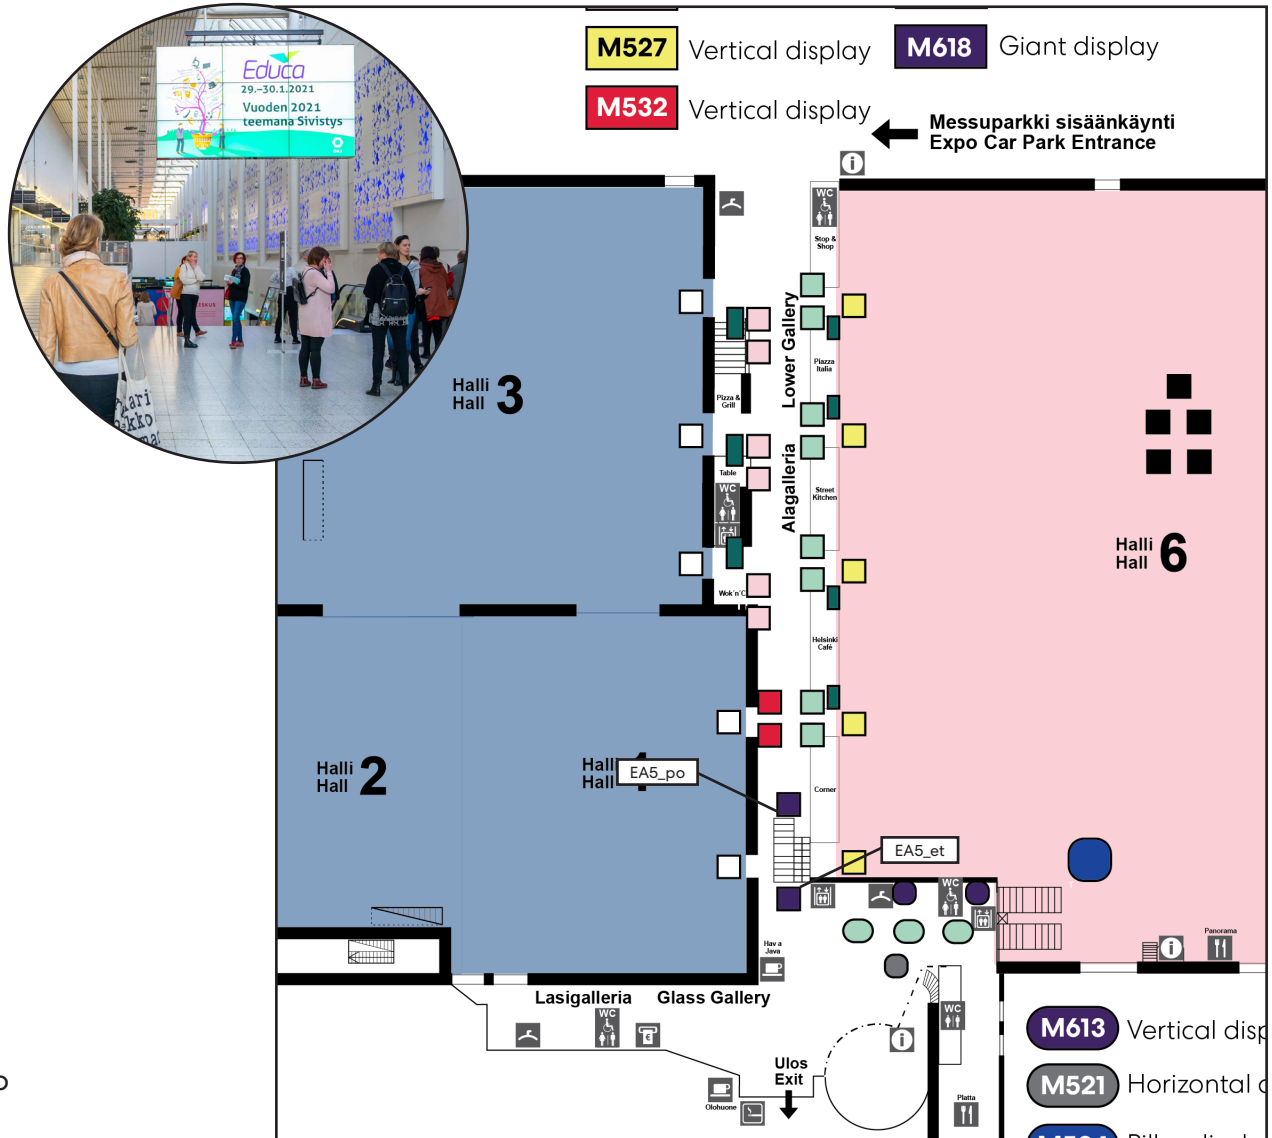 Educa
29.–30.1.2021
Vuoden 2021
teemana Sivistys
M527 Vertical display
M618 Giant display
M532 Vertical display
Messuparkki sisäänkäynti
Expo Car Park Entrance
i
WC
Stop &
Shop
Halli
Hall 3
Lower Gallery
Alagalleria
Piazza
Italia
Pizza &
Grill
Table
WC
Street
Kitchen
Halli
Hall 6
Wok'n'C
Helsinki
Café
Halli
Hall 2
Halli
Hall
EA5_po
Corner
EA5_et
WC
Hav a
Java
Panorama
i
Lasigalleria Glass Gallery
WC
€
WC
i
Ulos
Exit
Olohuone
Platta
M613 Vertical disp
M521 Horizontal